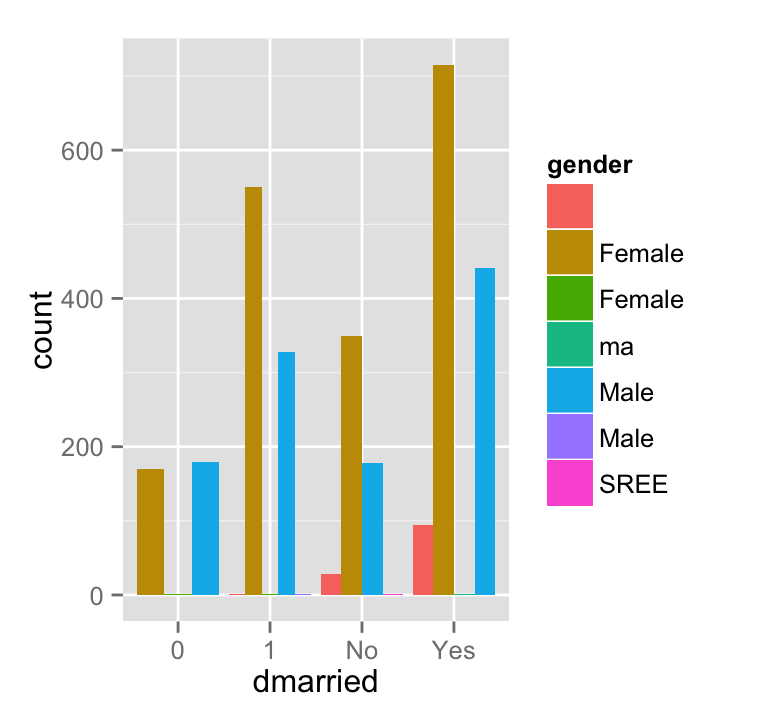 600
400
200
0
count
0 1 No Yes
dmarried
gender
Female
Female
ma
Male
Male
SREE